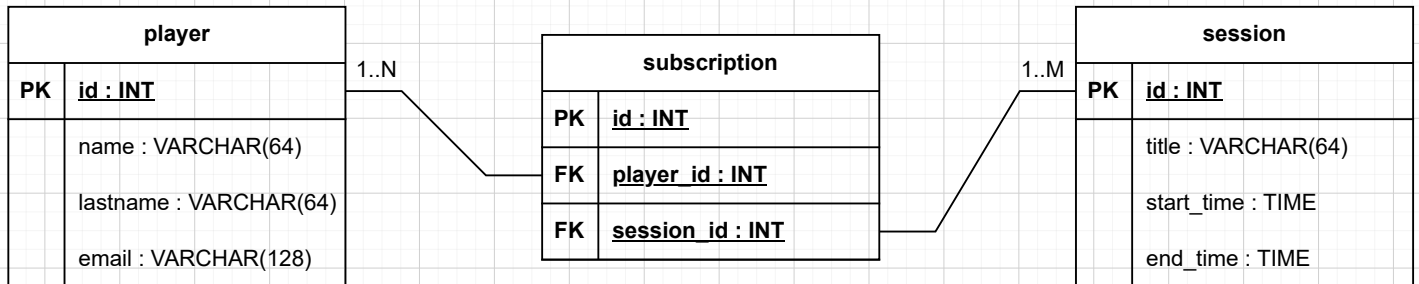 player
PK id : INT
name : VARCHAR(64)
lastname : VARCHAR(64)
email : VARCHAR(128)
1..N
subscription
PK id : INT
FK player_id : INT
FK session_id : INT
1..M
session
PK id : INT
title : VARCHAR(64)
start_time : TIME
end_time : TIME